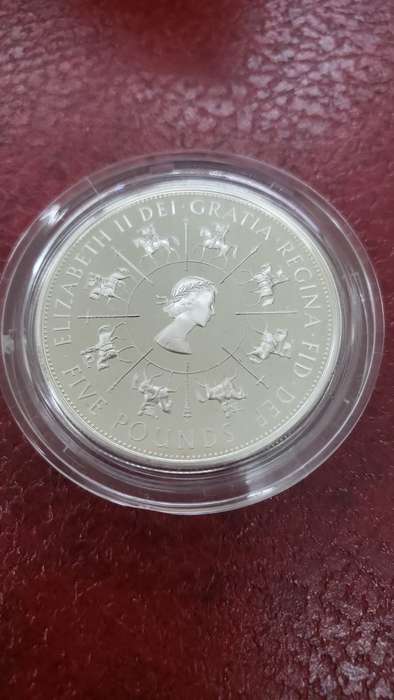 ELIZABETH II DEI · GRATIA · REGINA FID · DEF
FIVE POUNDS